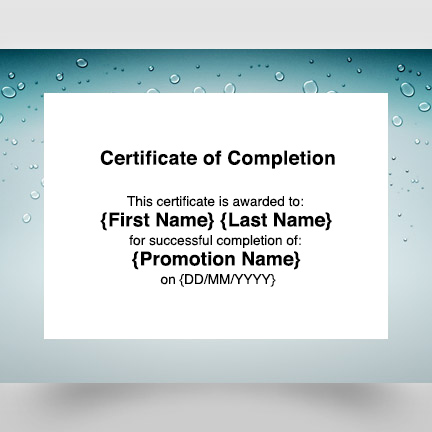 Certificate of Completion
This certificate is awarded to:
{First Name} {Last Name}
for successful completion of:
{Promotion Name}
on {DD/MM/YYYY}